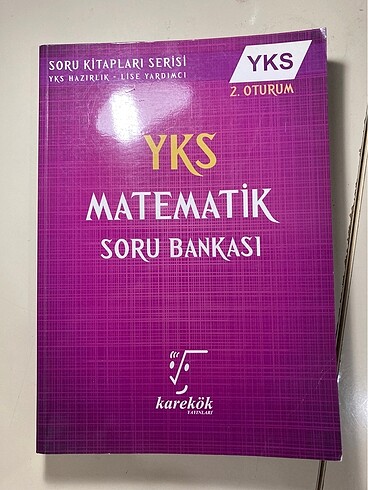 SORU KİTAPLARI SERİSİ
YKS HAZIRLIK - LİSE YARDIMCI
YKS
2. OTURUM
YKS
MATEMATİK
SORU BANKASI
karekök
YAYINLARI